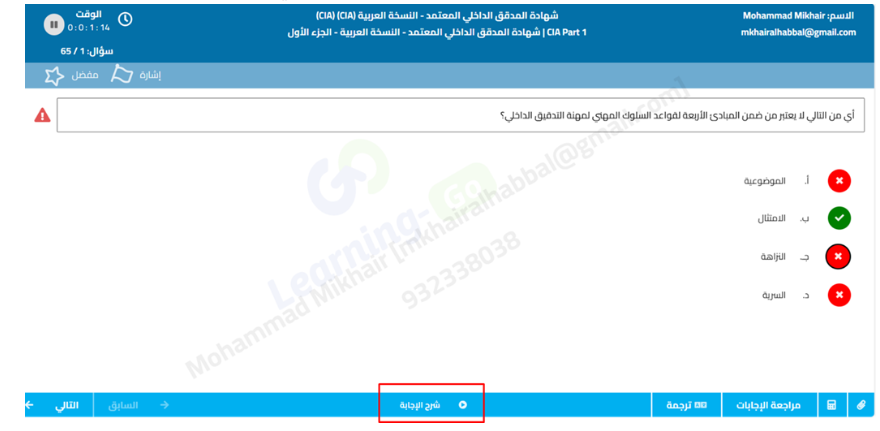 الاسم: Mohammad Mikhair
mkhairalhabbal@gmail.com
شهادة المدقق الداخلي المعتمد - النسخة العربية (CIA) (CIA)
CIA Part 1 | شهادة المدقق الداخلي المعتمد - النسخة العربية - الجزء الأول
الوقت
0:0:1:14
سؤال: 1 / 65
إشارة
مفضل
أي من التالي لا يعتبر من ضمن المبادئ الأربعة لقواعد السلوك المهني لمهنة التدقيق الداخلي؟
أ. الموضوعية
ب. الامتثال
جـ. النزاهة
د. السرية
Learning-Go
Mohammad Mikhair [mkhairalhabbal@gmail.com]
932338038
مراجعة الإجابات
ترجمة
شرح الإجابة
السابق
التالي